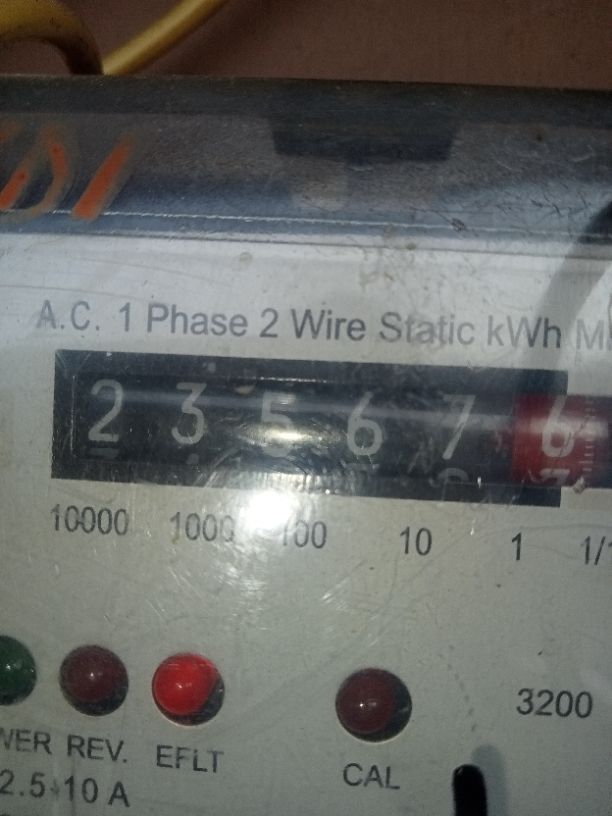 A.C. 1 Phase 2 Wire Static kWh
2 3 5 6 7 6
10000 1000 100 10 1
3200
REV. EFLT CAL
2.5-10 A